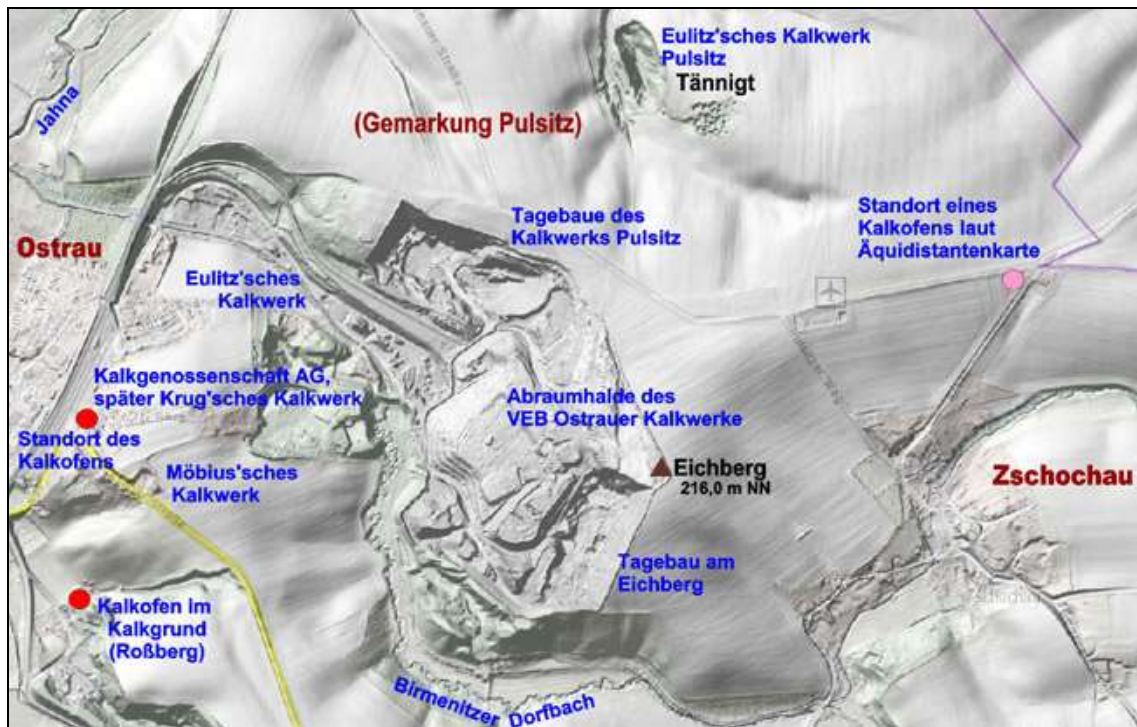 Eulitz'sches Kalkwerk
Pulsitz
Tännigt
Jahna
(Gemarkung Pulsitz)
Tagebaue des
Kalkwerks Pulsitz
Standort eines
Kalkofens laut
Äquidistantenkarte
Ostrau
Eulitz'sches
Kalkwerk
Kalkgenossenschaft AG,
später Krug'sches Kalkwerk
Abraumhalde des
VEB Ostrauer Kalkwerke
Standort des
Kalkofens
Möbius'sches
Kalkwerk
Eichberg
216,0 m NN
Zschochau
Tagebau am
Eichberg
Kalkofen im
Kalkgrund
(Roßberg)
Birmenitzer Dorfbach